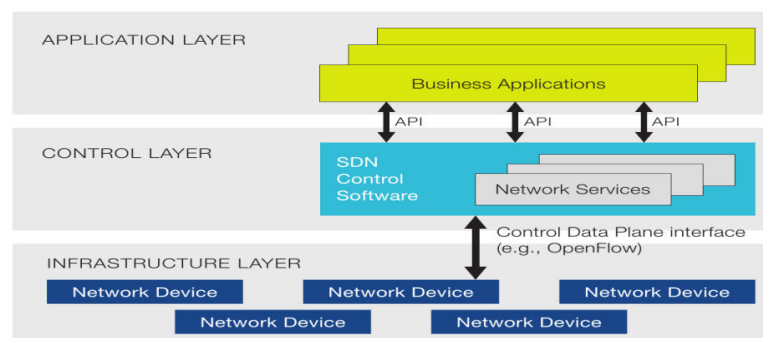 APPLICATION LAYER
Business Applications
API
API
API
CONTROL LAYER
SDN
Control
Software
Network Services
Control Data Plane interface
(e.g., OpenFlow)
INFRASTRUCTURE LAYER
Network Device
Network Device
Network Device
Network Device
Network Device